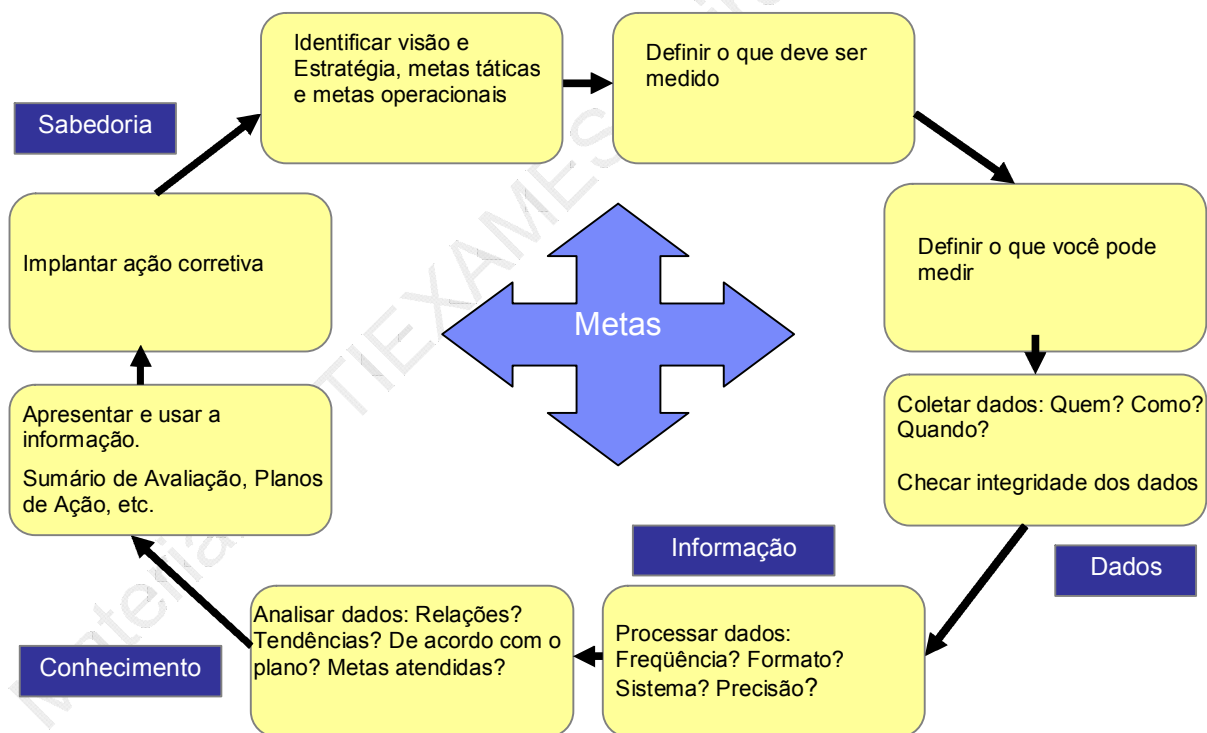 Identificar visão e
Estratégia, metas táticas
e metas operacionais
Definir o que deve ser
medido
Sabedoria
Definir o que você pode
medir
Implantar ação corretiva
Metas
Coletar dados: Quem? Como?
Quando?
Checar integridade dos dados
Apresentar e usar a
informação.
Sumário de Avaliação, Planos
de Ação, etc.
Informação
Dados
Processar dados:
Freqüência? Formato?
Sistema? Precisão?
Analisar dados: Relações?
Tendências? De acordo com o
plano? Metas atendidas?
Conhecimento
TIEXAMES